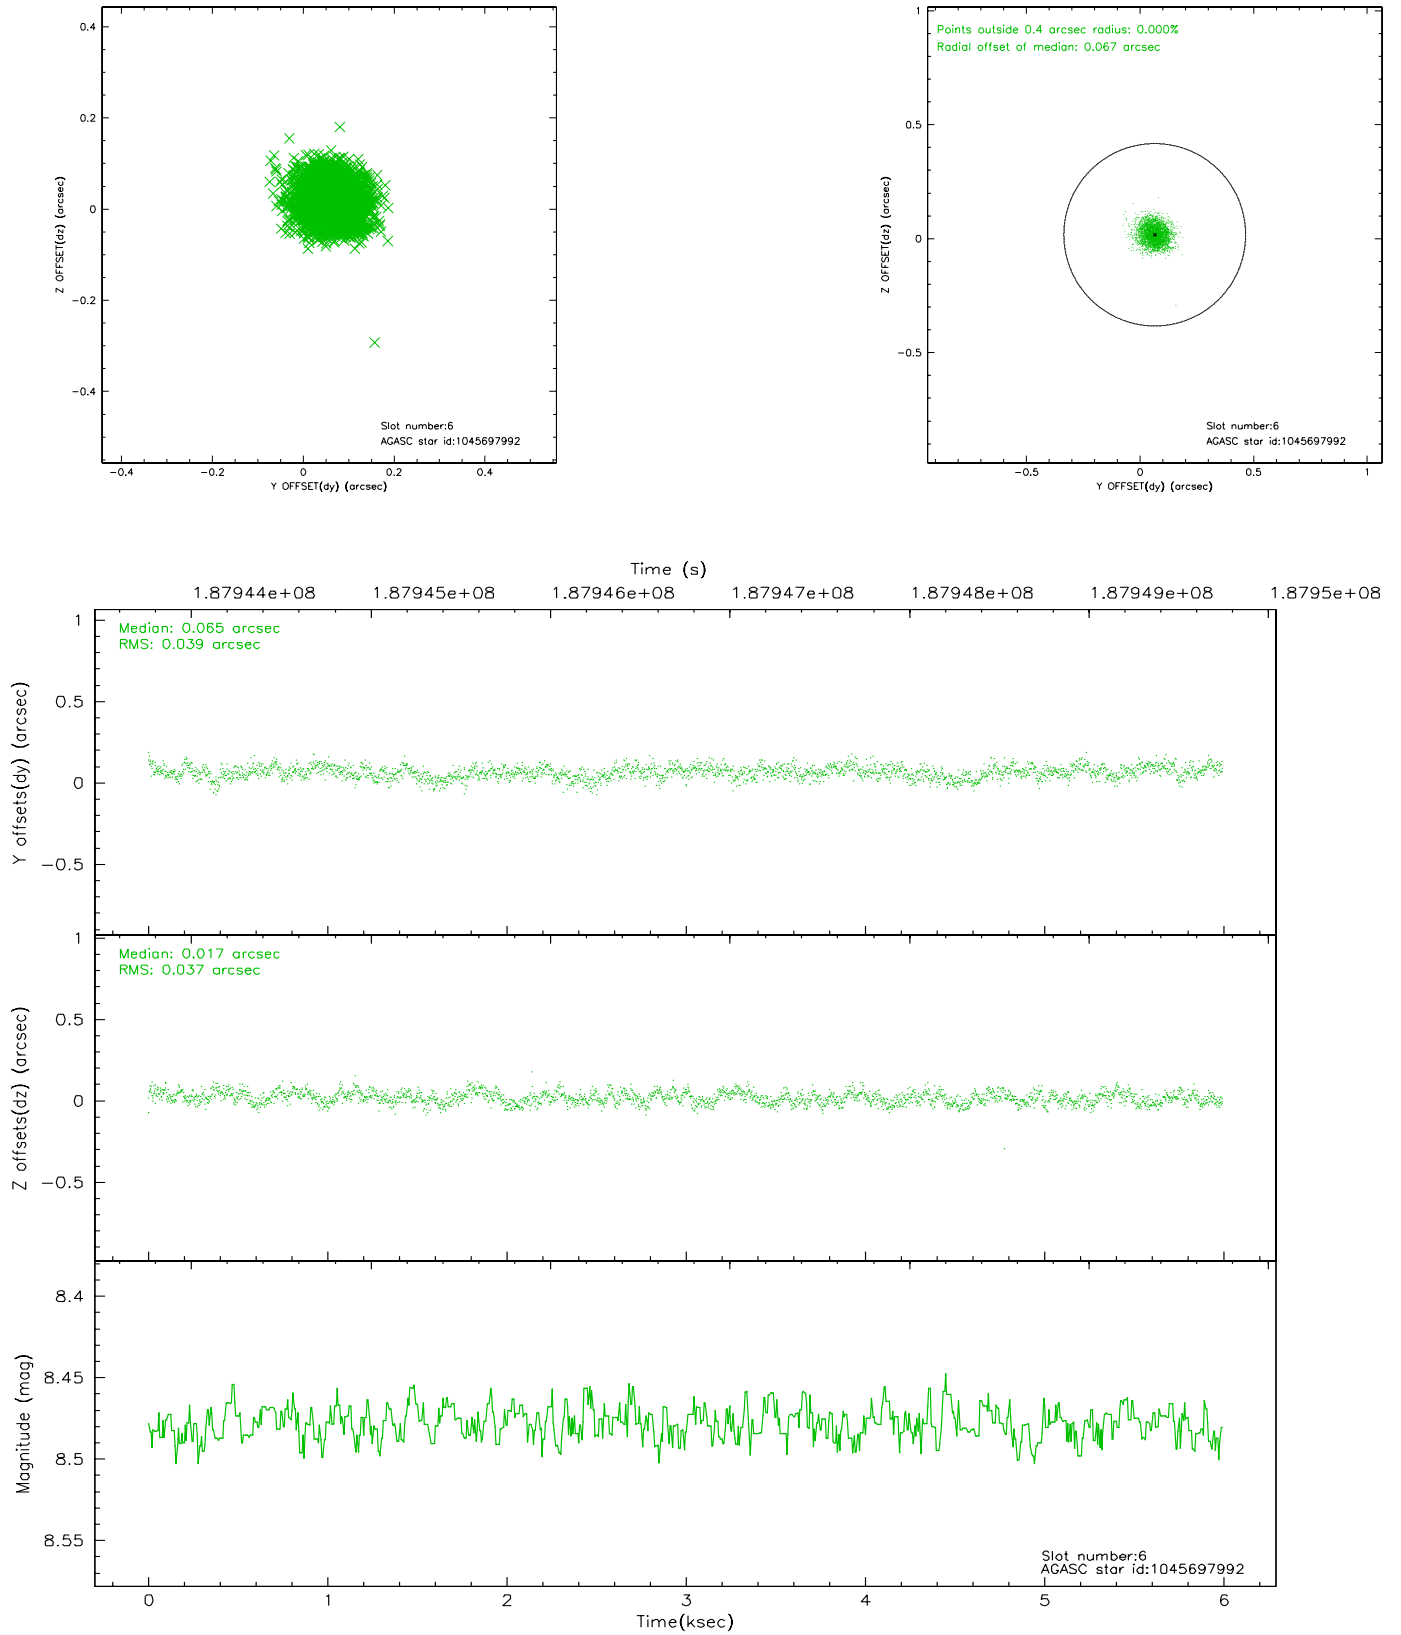 0.4
0.2
0
−0.2
−0.4
Z OFFSET(dz) (arcsec)
Slot number:6
AGASC star id:1045697992
−0.4 −0.2 0 0.2 0.4
Y OFFSET(dy) (arcsec)
1
0.5
0
−0.5
Z OFFSET(dz) (arcsec)
Points outside 0.4 arcsec radius: 0.000%
Radial offset of median: 0.067 arcsec
Slot number:6
AGASC star id:1045697992
−0.5 0 0.5 1
Y OFFSET(dy) (arcsec)
Time (s)
1.87944e+08 1.87945e+08 1.87946e+08 1.87947e+08 1.87948e+08 1.87949e+08 1.8795e+08
Median: 0.065 arcsec
RMS: 0.039 arcsec
1
0.5
0
−0.5
Y offsets(dy) (arcsec)
Median: 0.017 arcsec
RMS: 0.037 arcsec
1
0.5
0
−0.5
Z offsets(dz) (arcsec)
8.4
8.45
8.5
8.55
Magnitude (mag)
Slot number:6
AGASC star id:1045697992
0 1 2 3 4 5 6
Time(ksec)